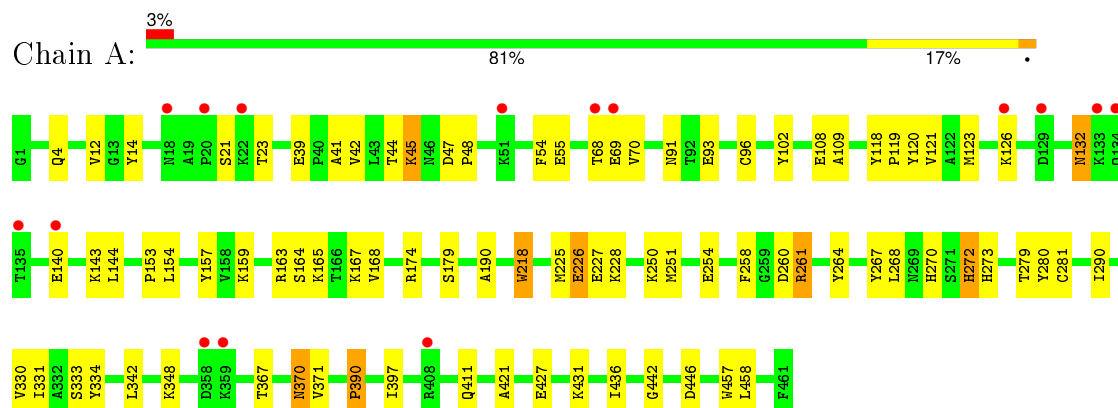 3%
Chain A:
81% 17% •
G1 Q4 V12 G13 Y14 N18 A19 P20 S21 K22 T23 E39 P40 A41 V42 L43 T44 K45 N46 D47 P48 K51 F54 E55 T68 E69 V70 N91 T92 E93 C96 Y102 E108 A109 Y118 P119 Y120 V121 A122 M123 K126 D129 N132 K133
T135 E140 K143 L144 P153 L154 Y157 V158 K159 R163 S164 K165 T166 K167 V168 R174 S179 A190 W218 M225 E226 E227 K228 K250 M251 E254 F258 G259 D260 R261 Y264 Y267 L268 N269 H270 S271 H272 H273 T279 Y280 C281 I290
V330 I331 A332 S333 Y334 L342 K348 D358 K359 T367 N370 V371 P390 I397 R408 Q411 A421 E427 K431 I436 G442 D446 W457 L458 F461